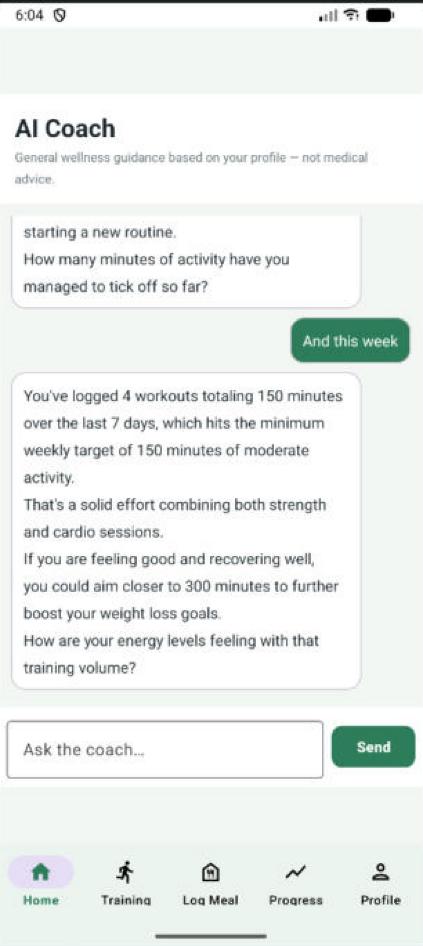 6:04
AI Coach
General wellness guidance based on your profile — not medical
advice.
starting a new routine.
How many minutes of activity have you
managed to tick off so far?
And this week
You've logged 4 workouts totaling 150 minutes
over the last 7 days, which hits the minimum
weekly target of 150 minutes of moderate
activity.
That's a solid effort combining both strength
and cardio sessions.
If you are feeling good and recovering well,
you could aim closer to 300 minutes to further
boost your weight loss goals.
How are your energy levels feeling with that
training volume?
Ask the coach...
Send
Home
Training
Log Meal
Progress
Profile